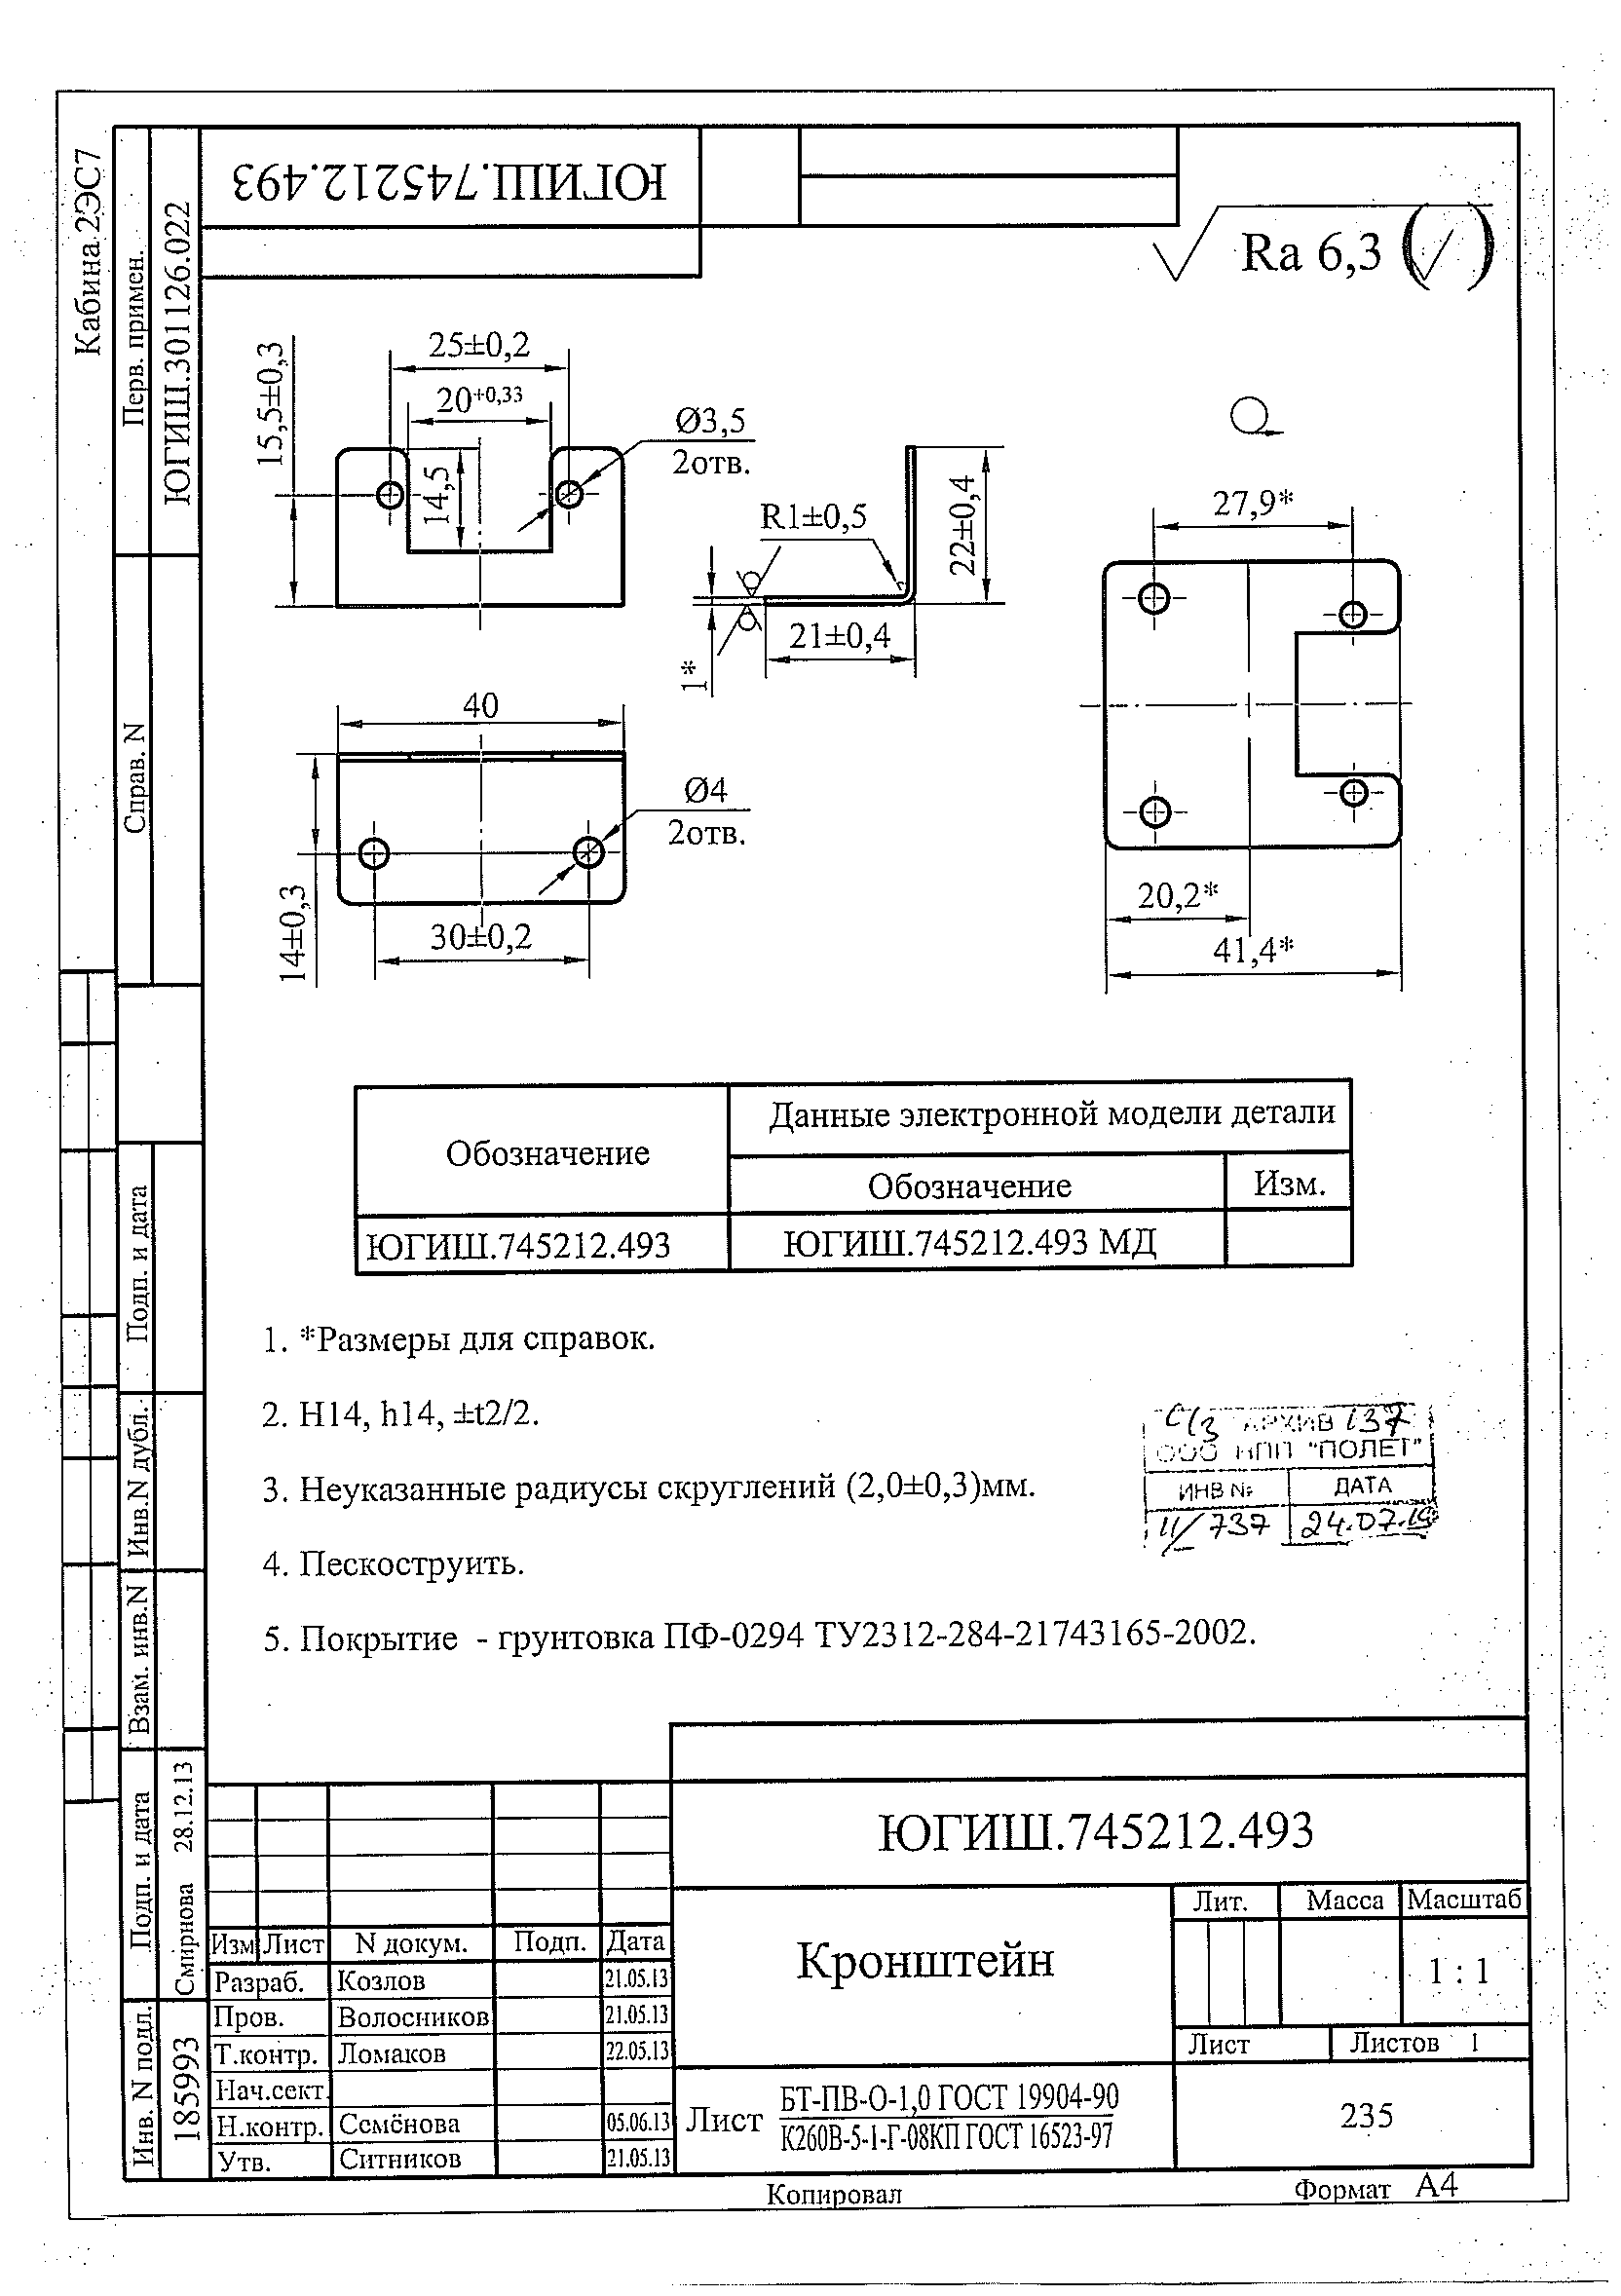 Кабина 2ЭС7
Перв. примен.
ЮГИШ.301126.022
Справ. N
Подп. и дата
Инв.N дубл.
Взам. инв.N
Подп. и дата
Смирнова 28.12.13
Инв. N подл.
185993
ЮГИШ.745212.493
Ra 6,3
25±0,2
20+0,33
15,5±0,3
14,5
Ø3,5
2отв.
R1±0,5
22±0,4
21±0,4
1*
27,9*
20,2*
41,4*
40
Ø4
2отв.
14±0,3
30±0,2
Обозначение
Данные электронной модели детали
Обозначение
Изм.
ЮГИШ.745212.493
ЮГИШ.745212.493 МД
1. *Размеры для справок.
2. H14, h14, ±t2/2.
3. Неуказанные радиусы скруглений (2,0±0,3)мм.
4. Пескоструить.
5. Покрытие - грунтовка ПФ-0294 ТУ2312-284-21743165-2002.
АРХИВ 137
ООО НПП "ПОЛЕТ"
ИНВ № ДАТА
11/737 24.07.
ЮГИШ.745212.493
Кронштейн
Лит. Масса Масштаб
1 : 1
Лист Листов 1
Изм Лист N докум. Подп. Дата
Разраб. Козлов 21.05.13
Пров. Волосников 21.05.13
Т.контр. Ломаков 22.05.13
Нач.сект.
Н.контр. Семёнова 05.06.13
Утв. Ситников 21.05.13
Лист
БТ-ПВ-О-1,0 ГОСТ 19904-90
К260В-5-1-Г-08КП ГОСТ 16523-97
235
Копировал
Формат А4